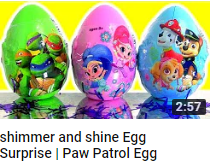 2:57
shimmer and shine Egg
Surprise | Paw Patrol Egg